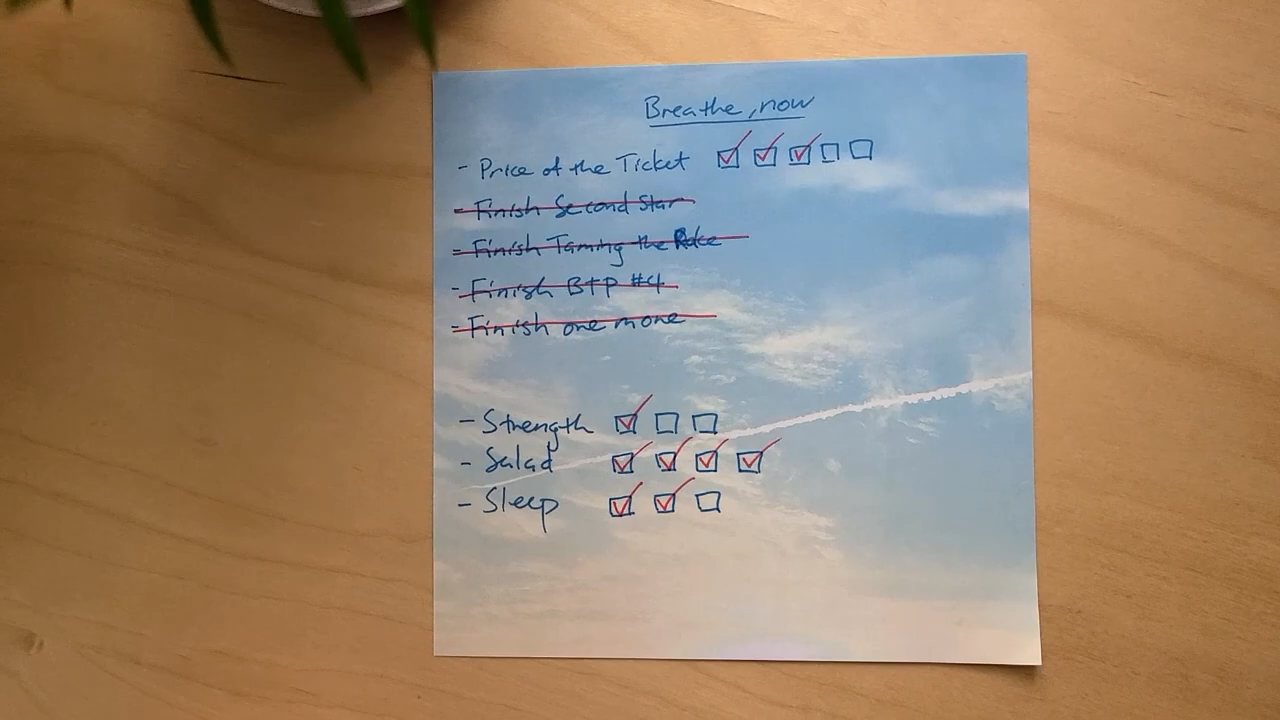 Breathe, now
- Price of the Ticket ☑ ☑ ☑ ☐ ☐
- Finish Second Star
- Finish Taming the
- Finish BTP #4
- Finish one more
- Strength ☑ ☐ ☐
- Salad ☑ ☑ ☑ ☑
- Sleep ☑ ☑ ☐